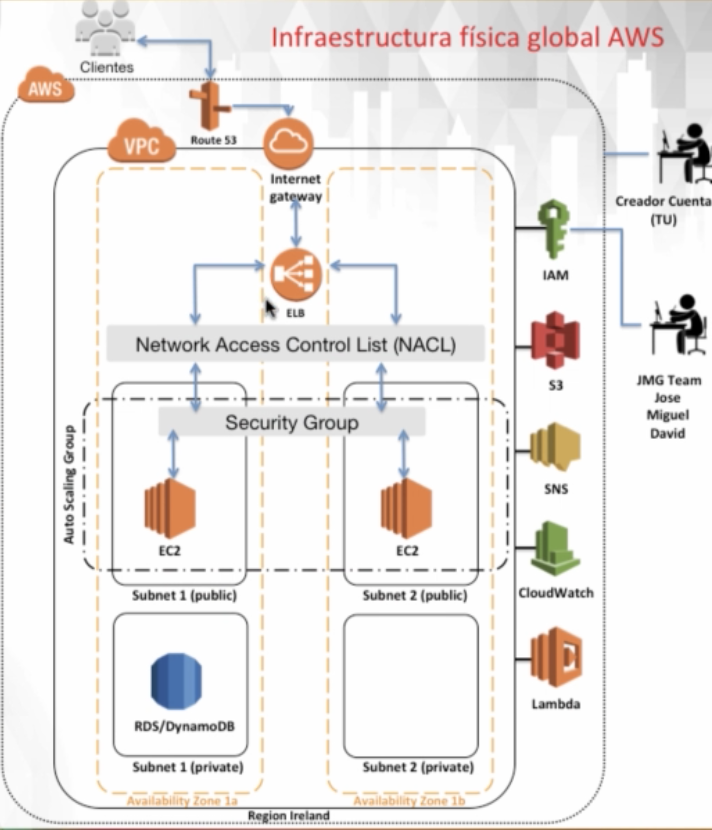 Infraestructura física global AWS
Clientes
AWS
Route 53
VPC
Internet
gateway
Creador Cuenta
(TU)
IAM
ELB
Network Access Control List (NACL)
S3
JMG Team
Jose
Miguel
David
Security Group
Auto Scaling Group
SNS
EC2
EC2
Subnet 1 (public)
Subnet 2 (public)
CloudWatch
RDS/DynamoDB
Lambda
Subnet 1 (private)
Subnet 2 (private)
Availability Zone 1a
Availability Zone 1b
Region Ireland